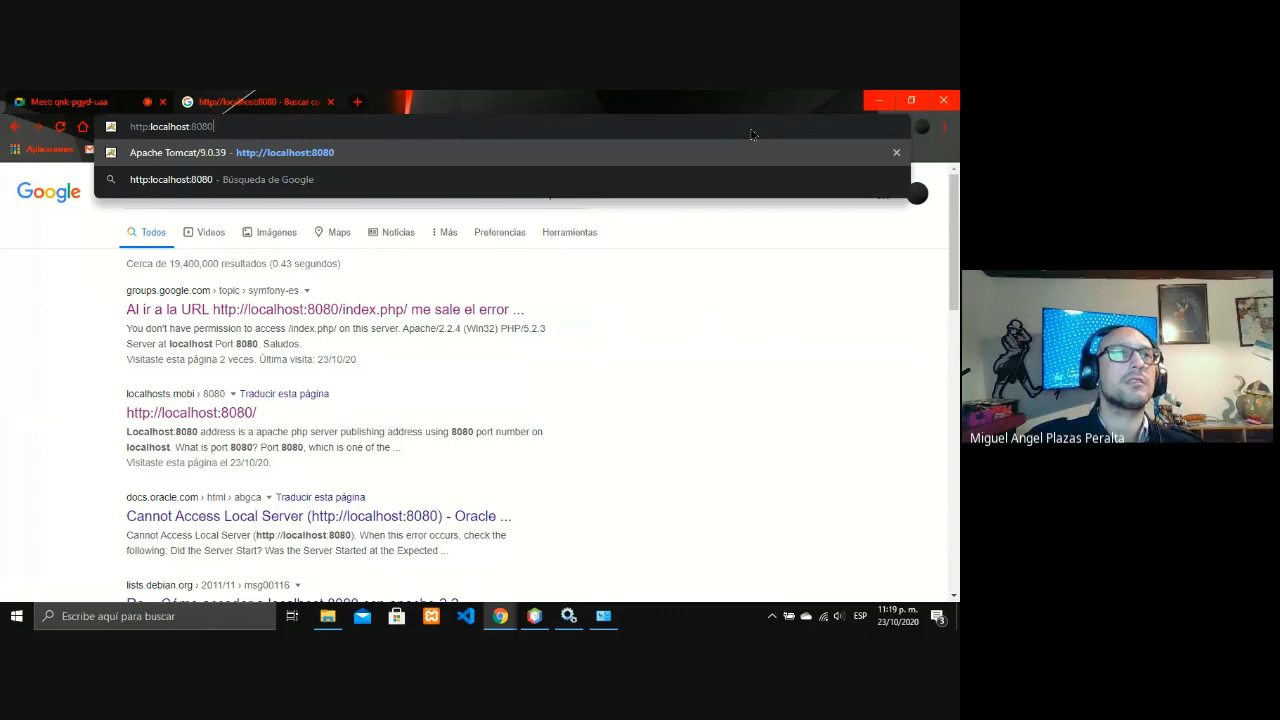 Meet: qnk-pgyd-uaa
http://localhost:8080 - Buscar co
http:localhost:8080
Aplicaciones
Apache Tomcat/9.0.39 - http://localhost:8080
http:localhost:8080 - Búsqueda de Google
Google
Todos Videos Imágenes Maps Noticias Más Preferencias Herramientas
Cerca de 19,400,000 resultados (0.43 segundos)
groups.google.com › topic › symfony-es
Al ir a la URL http://localhost:8080/index.php/ me sale el error ...
You don't have permission to access /index.php/ on this server. Apache/2.2.4 (Win32) PHP/5.2.3
Server at localhost Port 8080. Saludos.
Visitaste esta página 2 veces. Última visita: 23/10/20
localhosts.mobi › 8080 Traducir esta página
http://localhost:8080/
Localhost:8080 address is a apache php server publishing address using 8080 port number on
localhost. What is port 8080? Port 8080, which is one of the ...
Visitaste esta página el 23/10/20.
docs.oracle.com › html › abgca Traducir esta página
Cannot Access Local Server (http://localhost:8080) - Oracle ...
Cannot Access Local Server (http://localhost:8080). When this error occurs, check the
following: Did the Server Start? Was the Server Started at the Expected ...
lists.debian.org › 2011/11 › msg00116
Miguel Angel Plazas Peralta
Escribe aquí para buscar
ESP
11:19 p. m.
23/10/2020
3